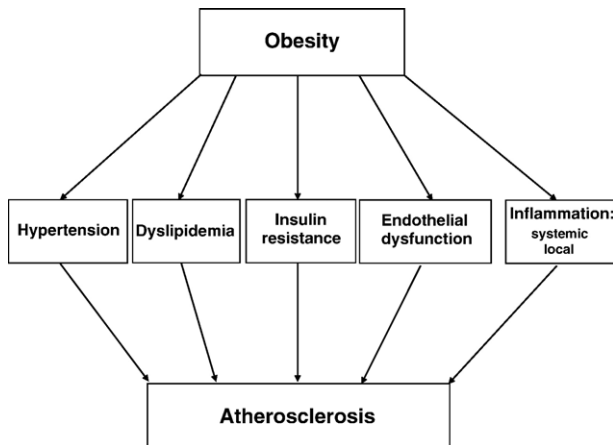 Obesity
Hypertension
Dyslipidemia
Insulin
resistance
Endothelial
dysfunction
Inflammation:
systemic
local
Atherosclerosis